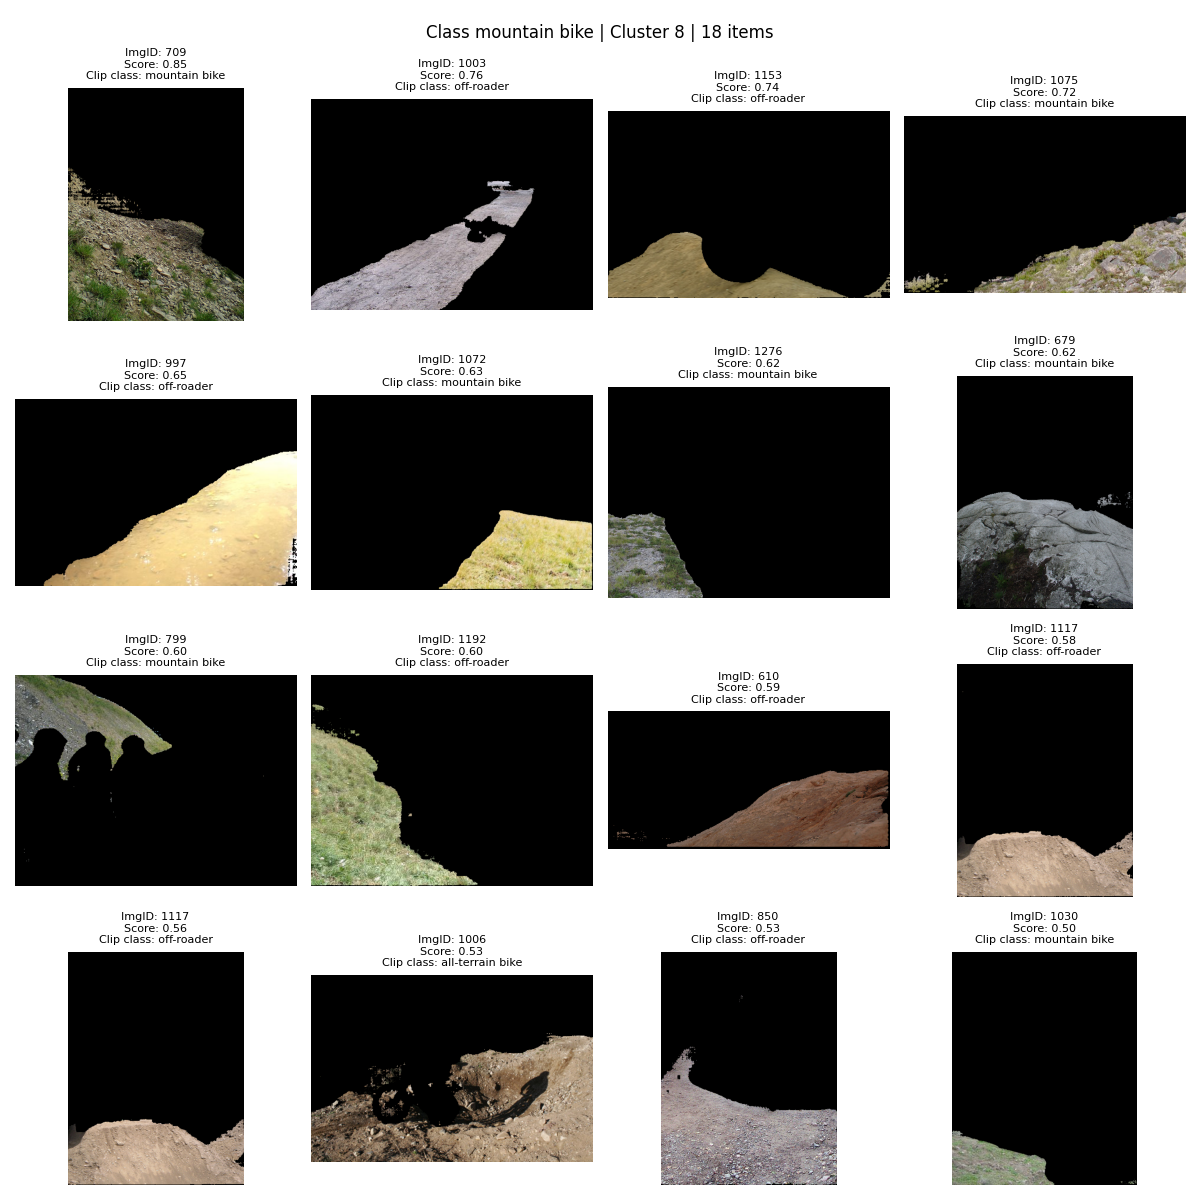 Class mountain bike | Cluster 8 | 18 items
ImgID: 709
Score: 0.85
Clip class: mountain bike
ImgID: 1003
Score: 0.76
Clip class: off-roader
ImgID: 1153
Score: 0.74
Clip class: off-roader
ImgID: 1075
Score: 0.72
Clip class: mountain bike
ImgID: 997
Score: 0.65
Clip class: off-roader
ImgID: 1072
Score: 0.63
Clip class: mountain bike
ImgID: 1276
Score: 0.62
Clip class: mountain bike
ImgID: 679
Score: 0.62
Clip class: mountain bike
ImgID: 799
Score: 0.60
Clip class: mountain bike
ImgID: 1192
Score: 0.60
Clip class: off-roader
ImgID: 610
Score: 0.59
Clip class: off-roader
ImgID: 1117
Score: 0.58
Clip class: off-roader
ImgID: 1117
Score: 0.56
Clip class: off-roader
ImgID: 1006
Score: 0.53
Clip class: all-terrain bike
ImgID: 850
Score: 0.53
Clip class: off-roader
ImgID: 1030
Score: 0.50
Clip class: mountain bike